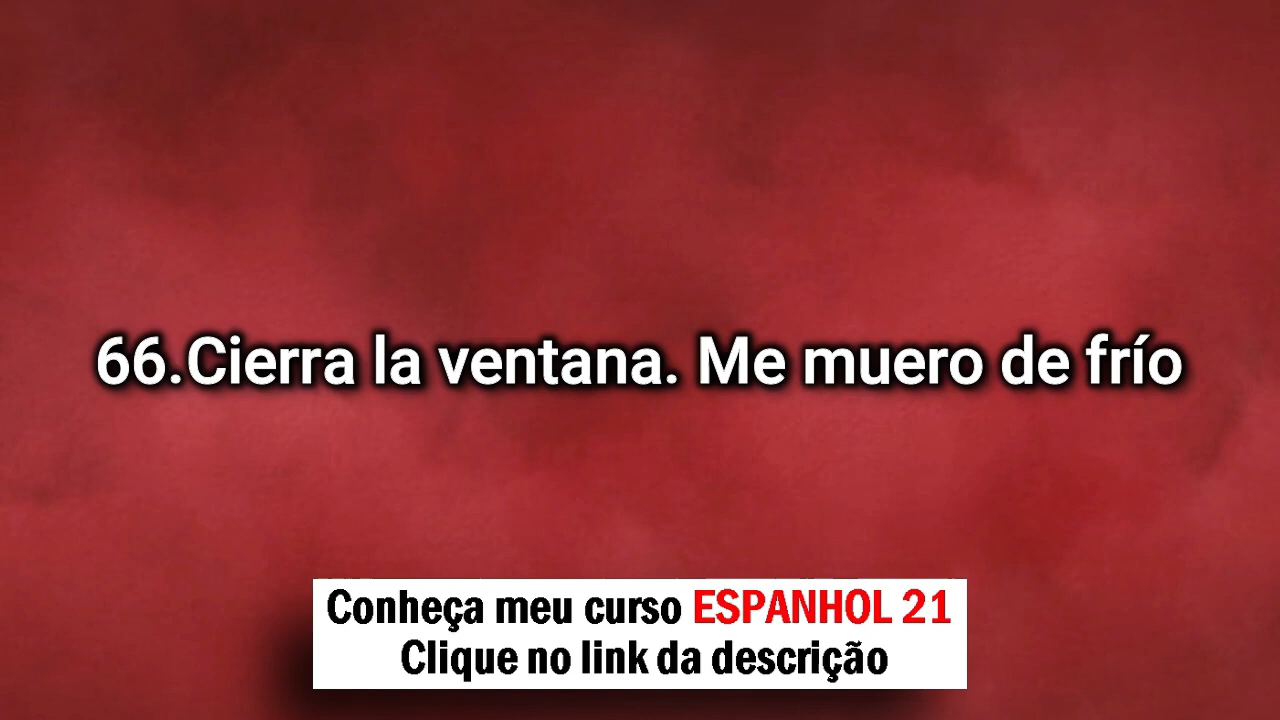 66.Cierra la ventana. Me muero de frío
Conheça meu curso ESPANHOL 21
Clique no link da descrição